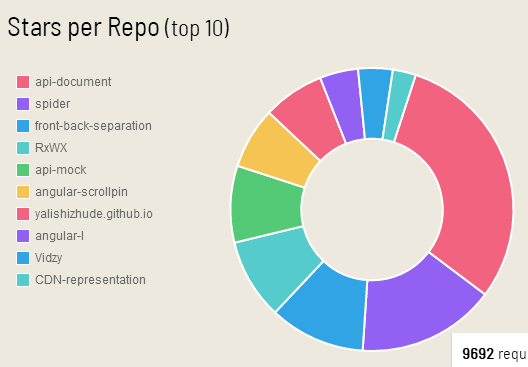 Stars per Repo (top 10)
api-document
spider
front-back-separation
RxWX
api-mock
angular-scrollpin
yalishizhude.github.io
angular-l
Vidzy
CDN-representation
9692 requ